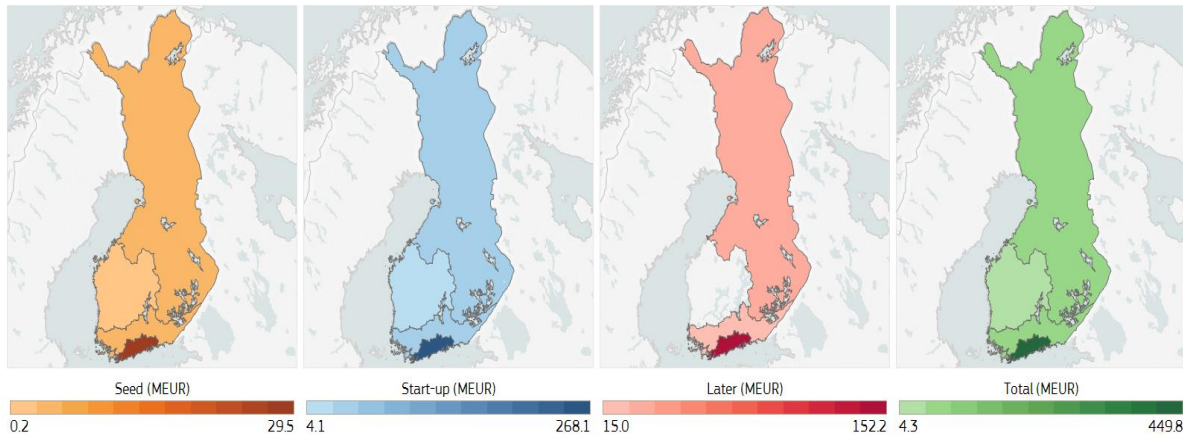 Seed (MEUR)
0.2 29.5
Start-up (MEUR)
4.1 268.1
Later (MEUR)
15.0 152.2
Total (MEUR)
4.3 449.8